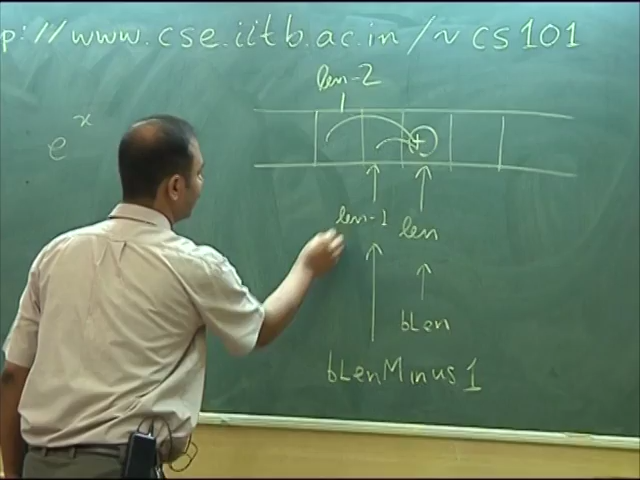 p://www.cse.iitb.ac.in/~cs101
len-2
e^x
+
len-1 len
bLen
bLenMinus1